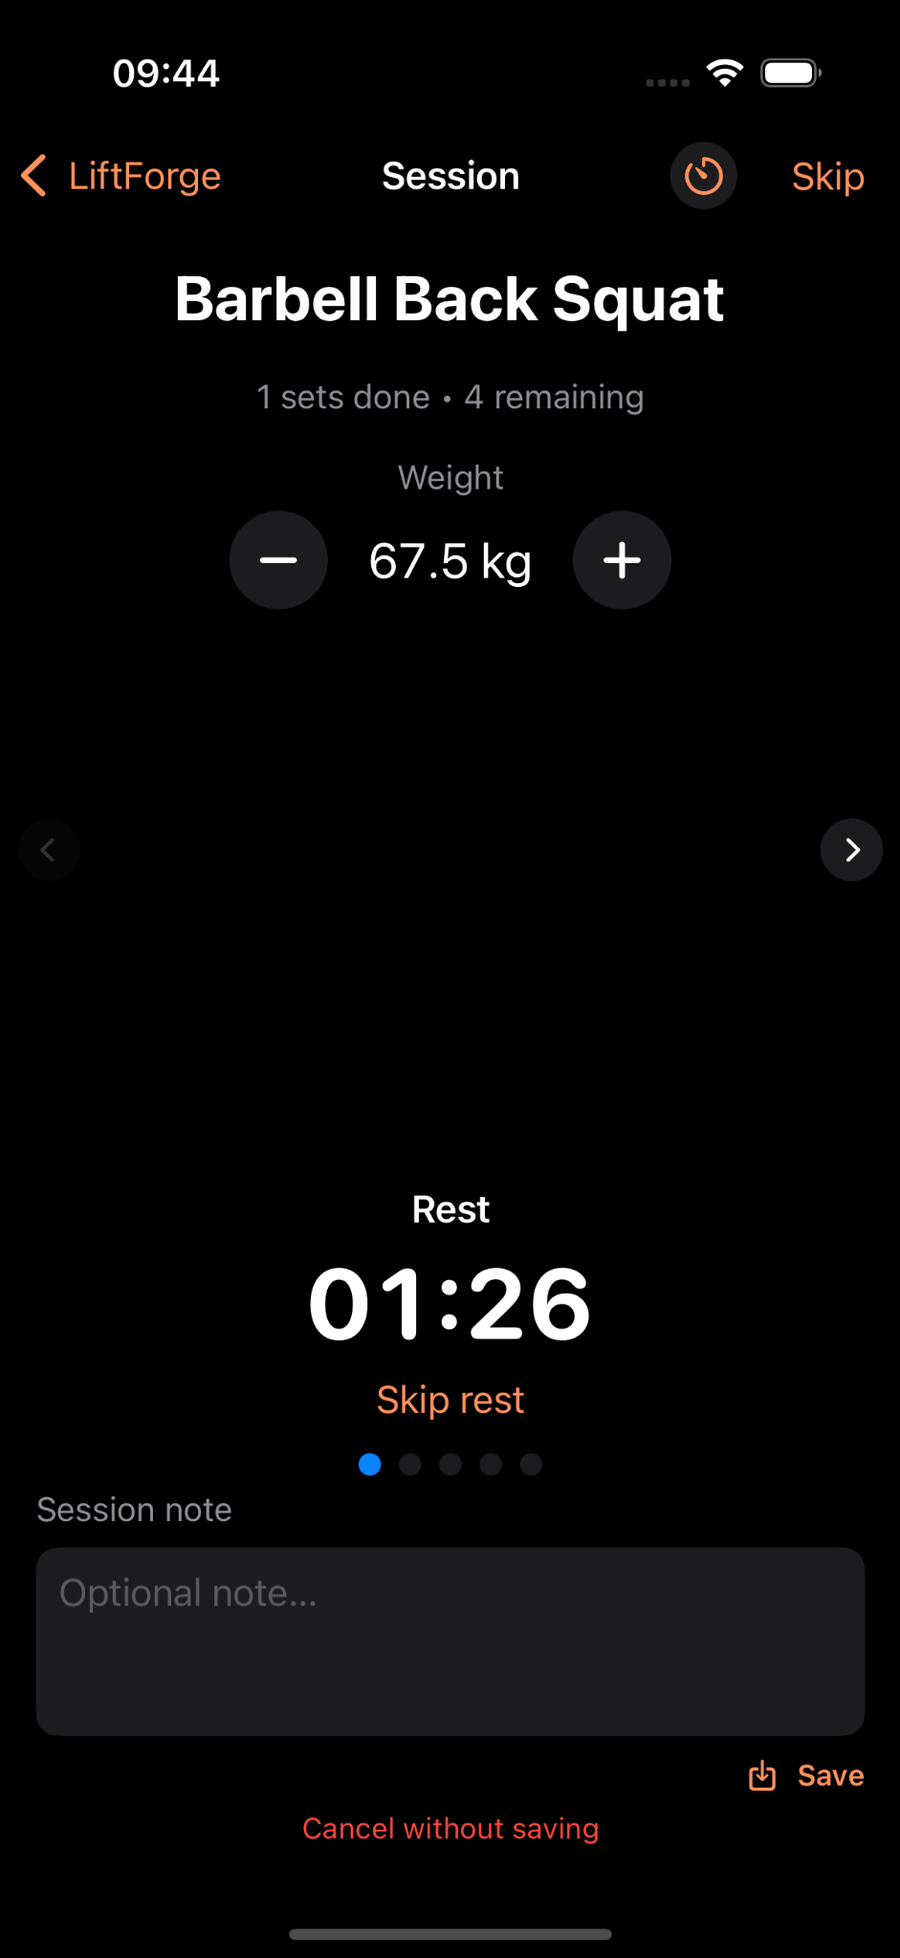 09:44
LiftForge Session Skip
Barbell Back Squat
1 sets done • 4 remaining
Weight
67.5 kg
Rest
01:26
Skip rest
Session note
Optional note...
Save
Cancel without saving